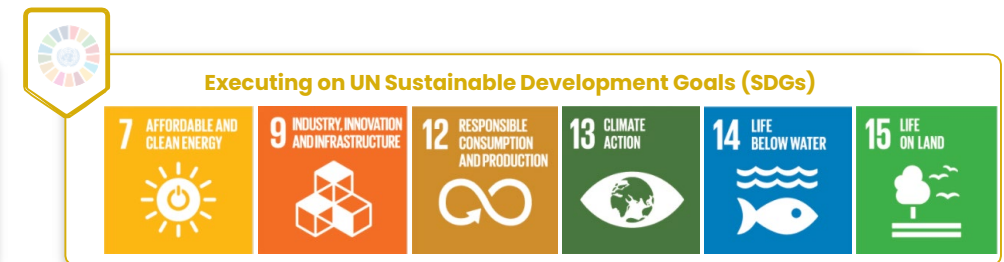 Executing on UN Sustainable Development Goals (SDGs)
7 AFFORDABLE AND
CLEAN ENERGY
9 INDUSTRY, INNOVATION
AND INFRASTRUCTURE
12 RESPONSIBLE
CONSUMPTION
AND PRODUCTION
13 CLIMATE
ACTION
14 LIFE
BELOW WATER
15 LIFE
ON LAND